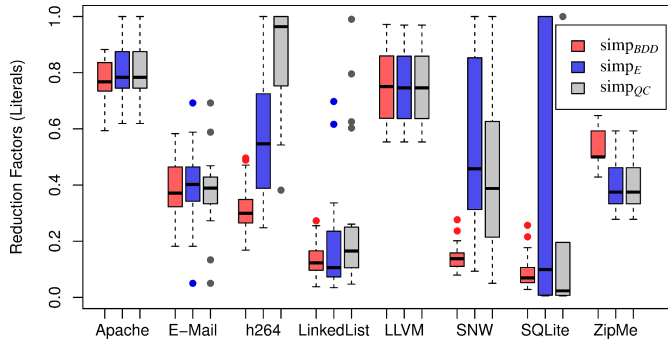 Reduction Factors (Literals)
1.0
0.8
0.6
0.4
0.2
0.0
simp_BDD
simp_E
simp_QC
Apache E−Mail h264 LinkedList LLVM SNW SQLite ZipMe